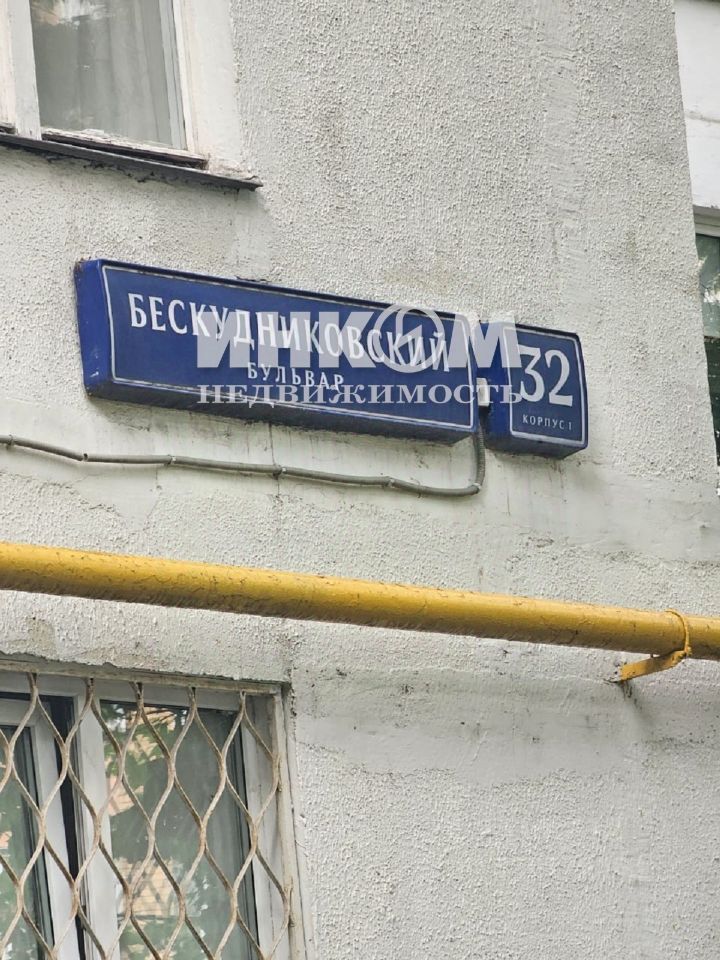 БЕСКУДНИКОВСКИЙ
БУЛЬВАР
32
КОРПУС 1
ИНКОМ
НЕДВИЖИМОСТЬ